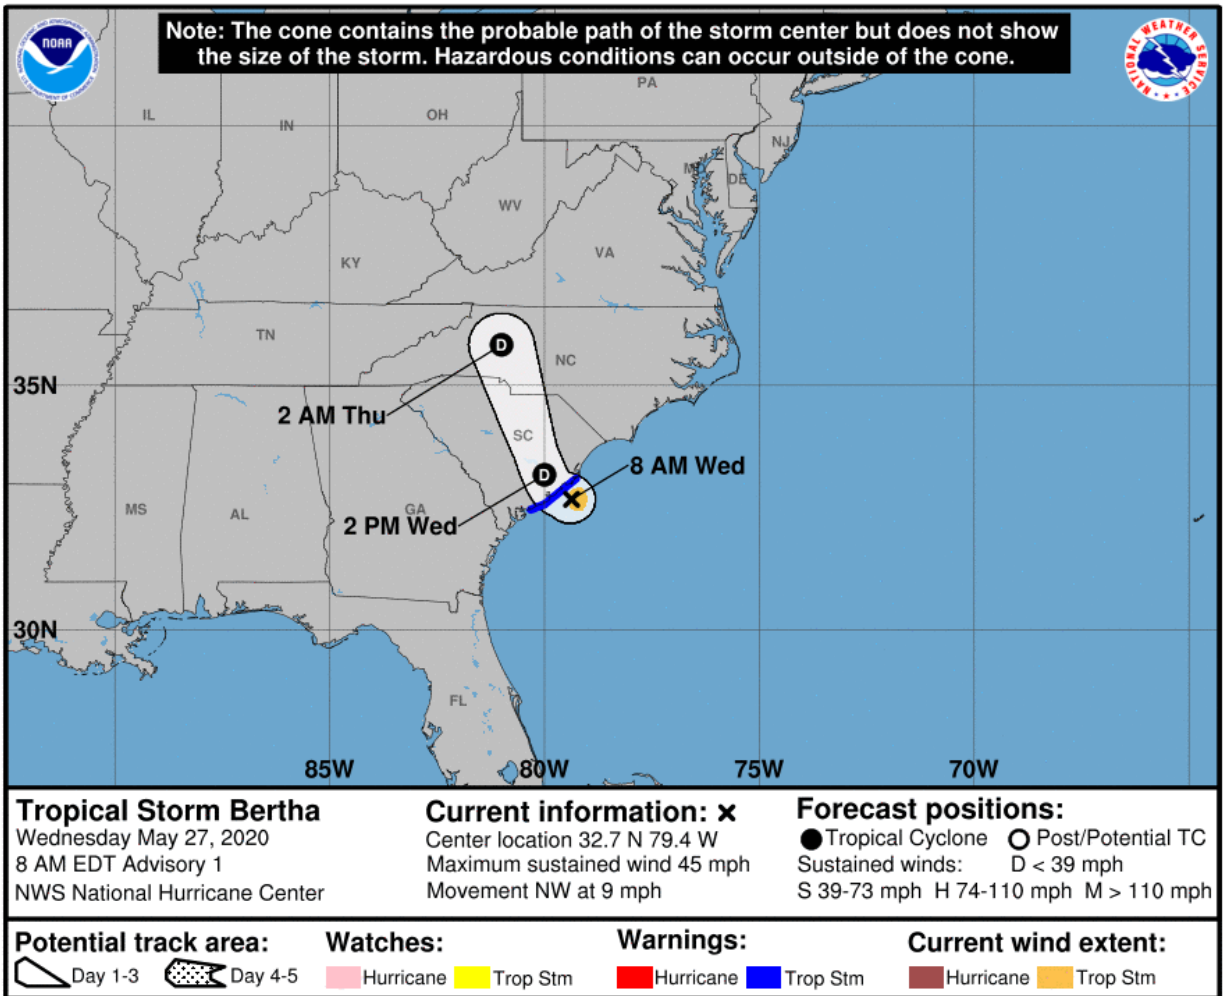 Note: The cone contains the probable path of the storm center but does not show
the size of the storm. Hazardous conditions can occur outside of the cone.
NOAA
NATIONAL WEATHER SERVICE
PA
IL
IN
OH
NJ
DE
WV
VA
KY
TN
NC
35N
2 AM Thu
D
SC
8 AM Wed
D
MS
AL
GA
2 PM Wed
30N
FL
85W
80W
75W
70W
Tropical Storm Bertha
Wednesday May 27, 2020
8 AM EDT Advisory 1
NWS National Hurricane Center
Current information: x
Center location 32.7 N 79.4 W
Maximum sustained wind 45 mph
Movement NW at 9 mph
Forecast positions:
Tropical Cyclone Post/Potential TC
Sustained winds: D < 39 mph
S 39-73 mph H 74-110 mph M > 110 mph
Potential track area:
Day 1-3 Day 4-5
Watches:
Hurricane Trop Stm
Warnings:
Hurricane Trop Stm
Current wind extent:
Hurricane Trop Stm